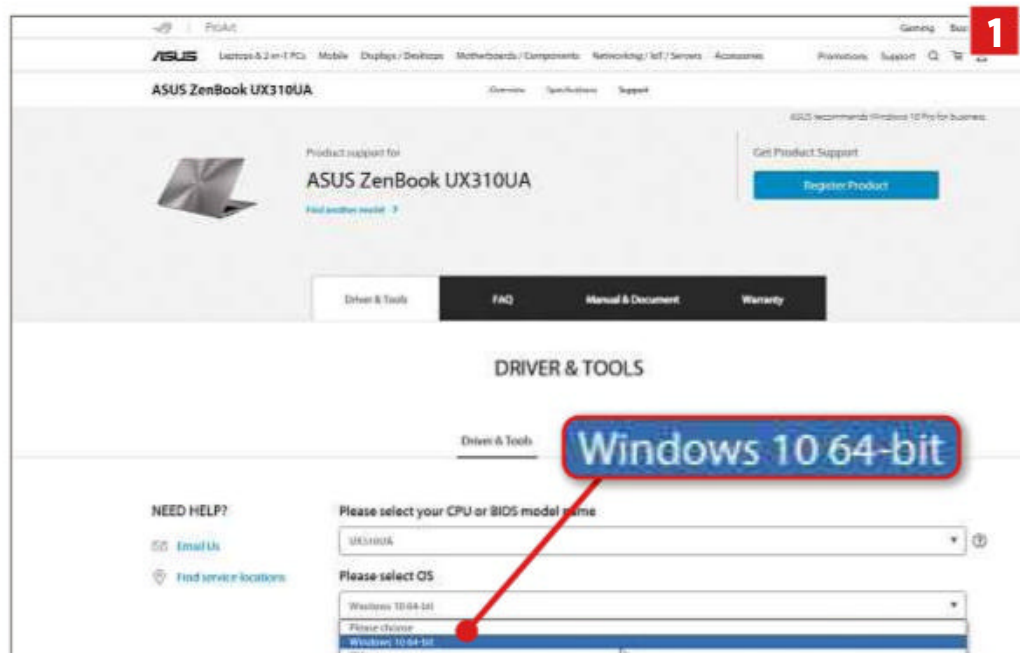 ProArt
Gaming
1
ASUS Laptops & 2-in-1 PCs Mobile Displays / Desktops Motherboards / Components Networking / IoT / Servers Accessories Promotions Support
ASUS ZenBook UX310UA Overview Specifications Support
ASUS recommends Windows 10 Pro for business.
Product support for
ASUS ZenBook UX310UA
Find another model
Get Product Support
Register Product
Driver & Tools FAQ Manual & Document Warranty
DRIVER & TOOLS
Driver & Tools
Windows 10 64-bit
NEED HELP?
Email Us
Find service locations
Please select your CPU or BIOS model name
UX310UA
Please select OS
Windows 10 64-bit
Please choose
Windows 10 64-bit